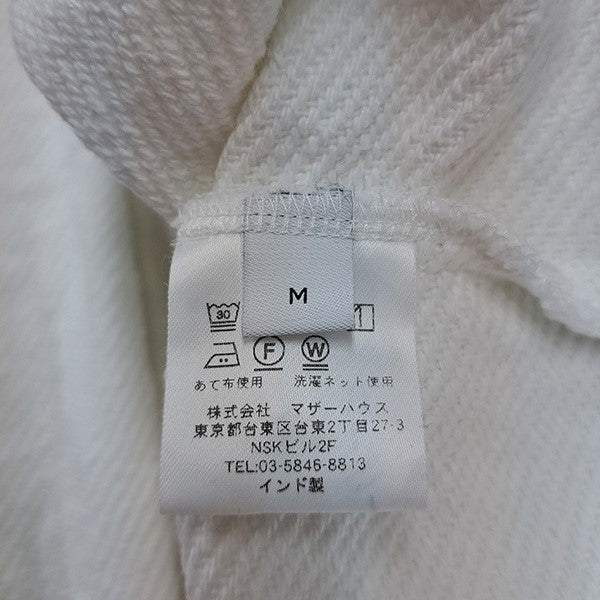 M
30
F W
あて布使用 洗濯ネット使用
株式会社 マザーハウス
東京都台東区台東2丁目27-3
NSKビル2F
TEL:03-5846-8813
インド製